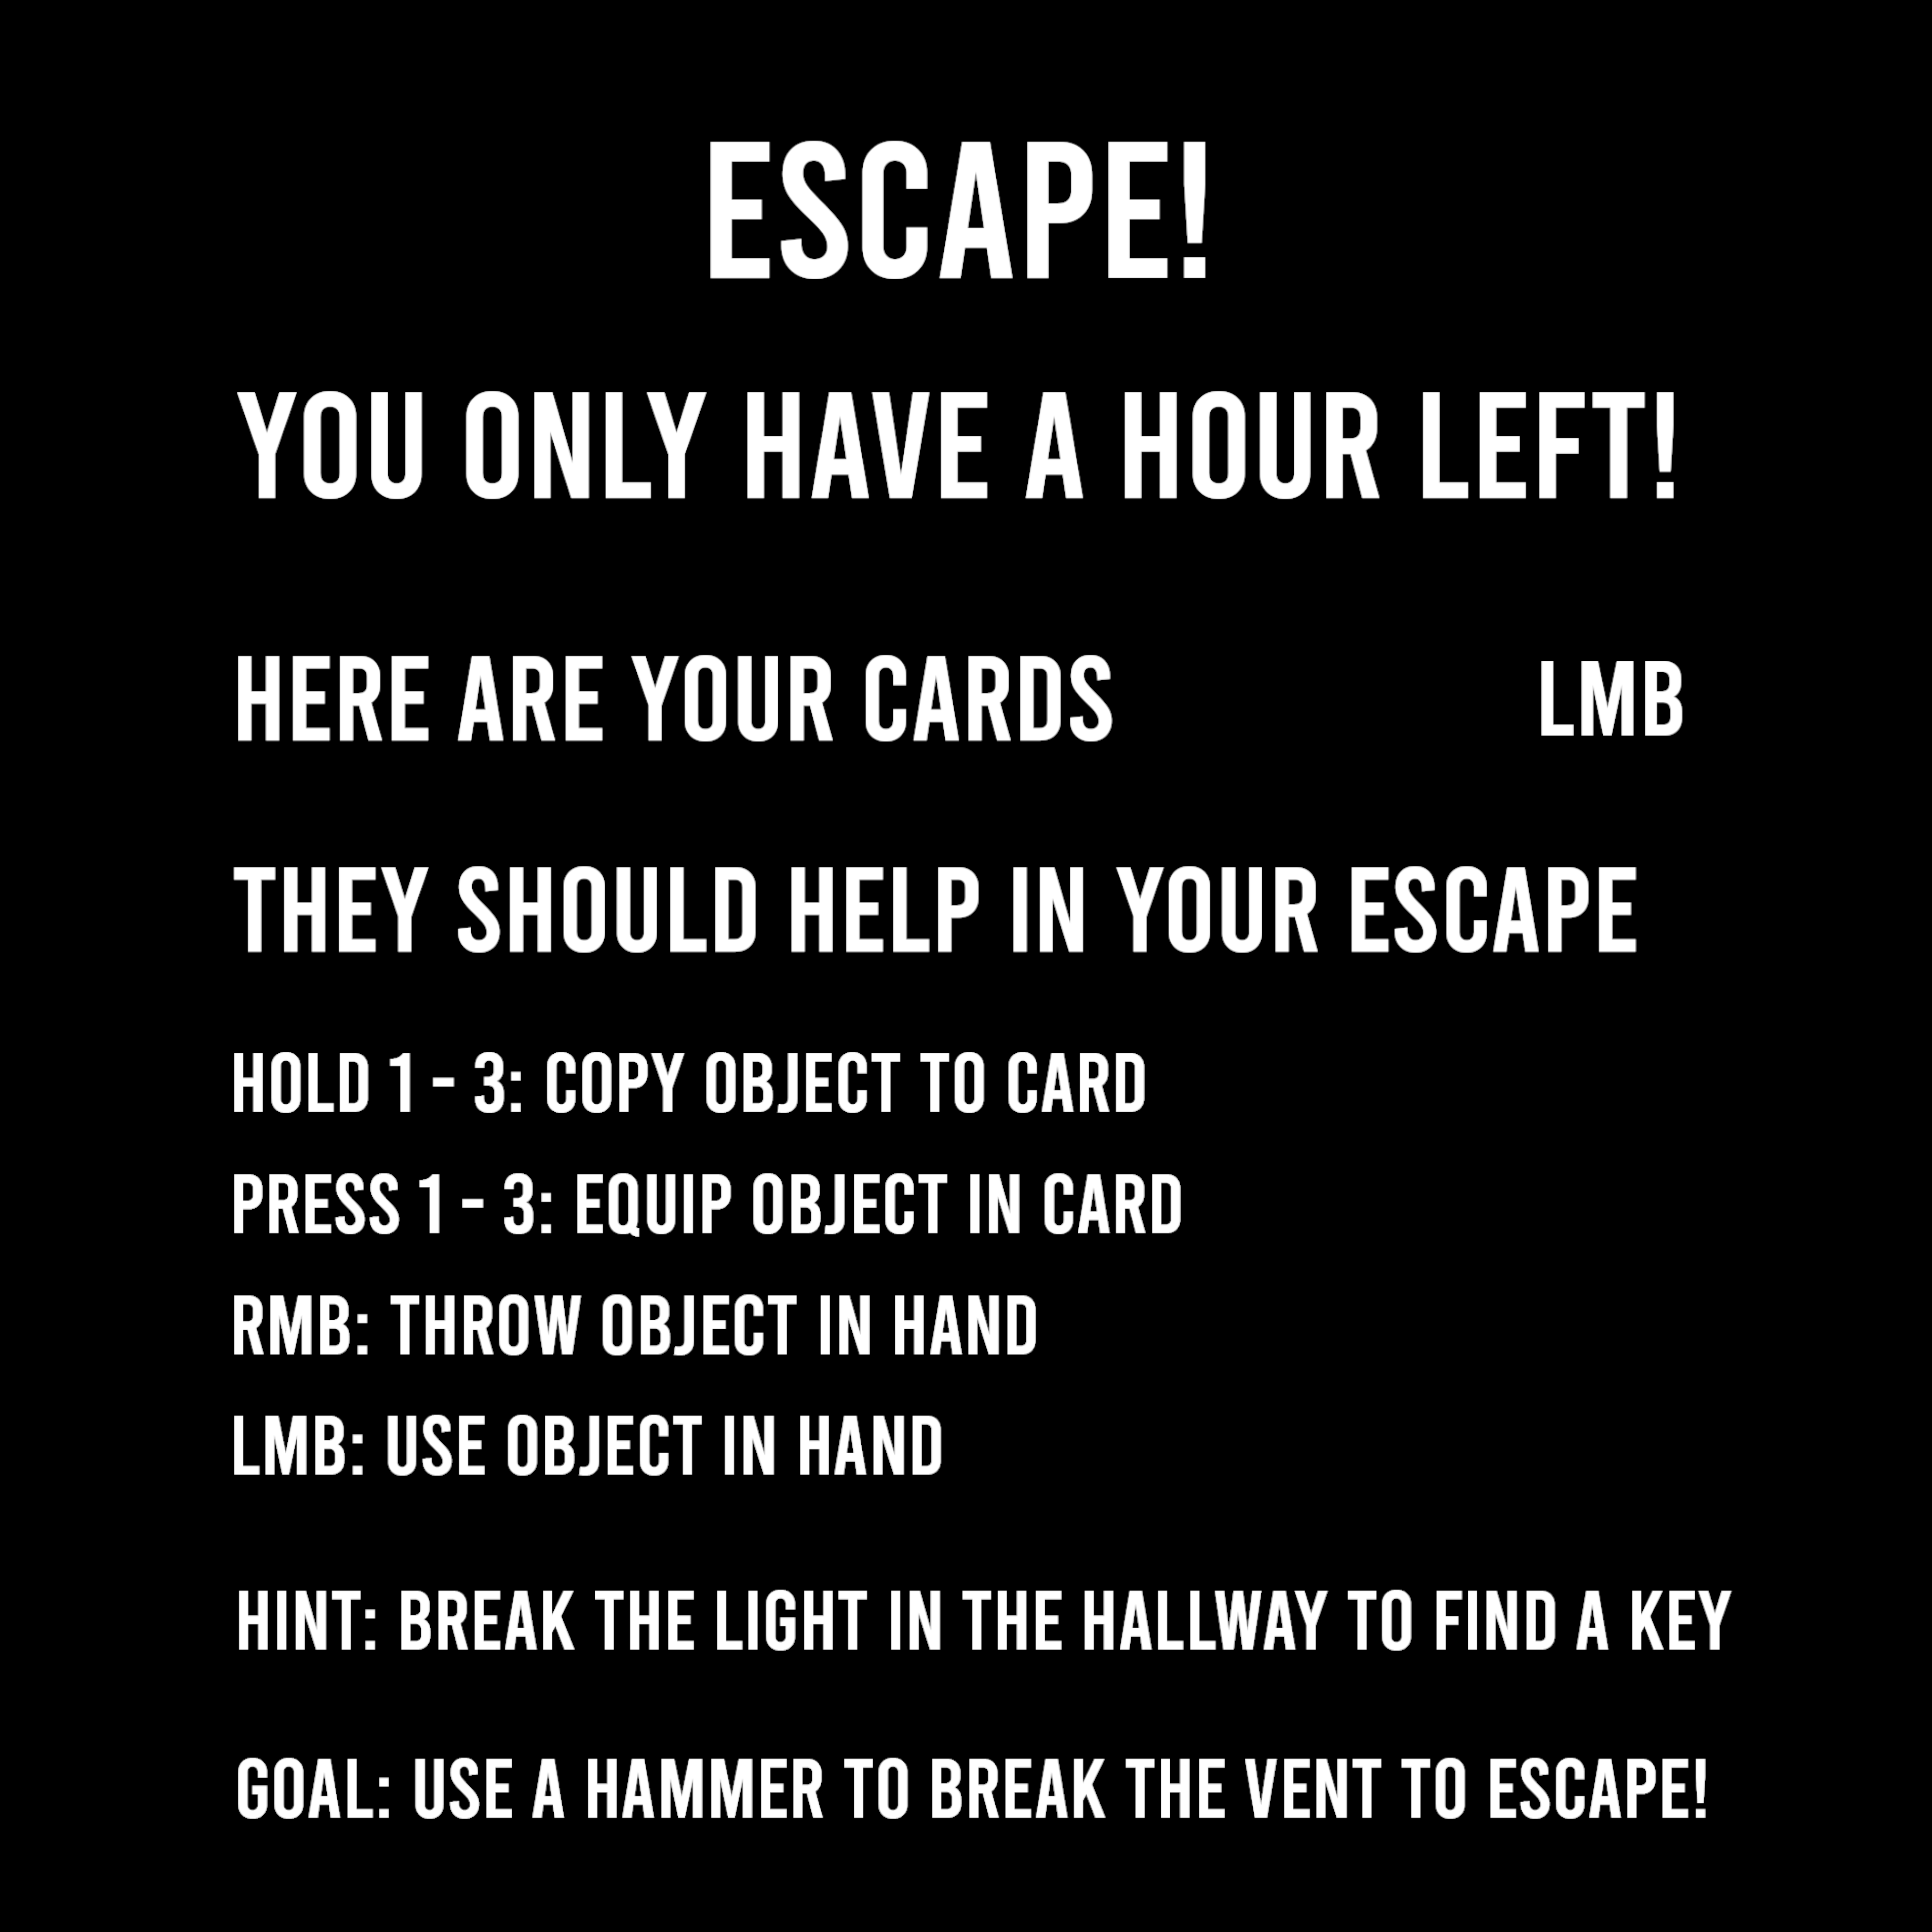 ESCAPE!
YOU ONLY HAVE A HOUR LEFT!
HERE ARE YOUR CARDS LMB
THEY SHOULD HELP IN YOUR ESCAPE
HOLD 1 - 3: COPY OBJECT TO CARD
PRESS 1 - 3: EQUIP OBJECT IN CARD
RMB: THROW OBJECT IN HAND
LMB: USE OBJECT IN HAND
HINT: BREAK THE LIGHT IN THE HALLWAY TO FIND A KEY
GOAL: USE A HAMMER TO BREAK THE VENT TO ESCAPE!